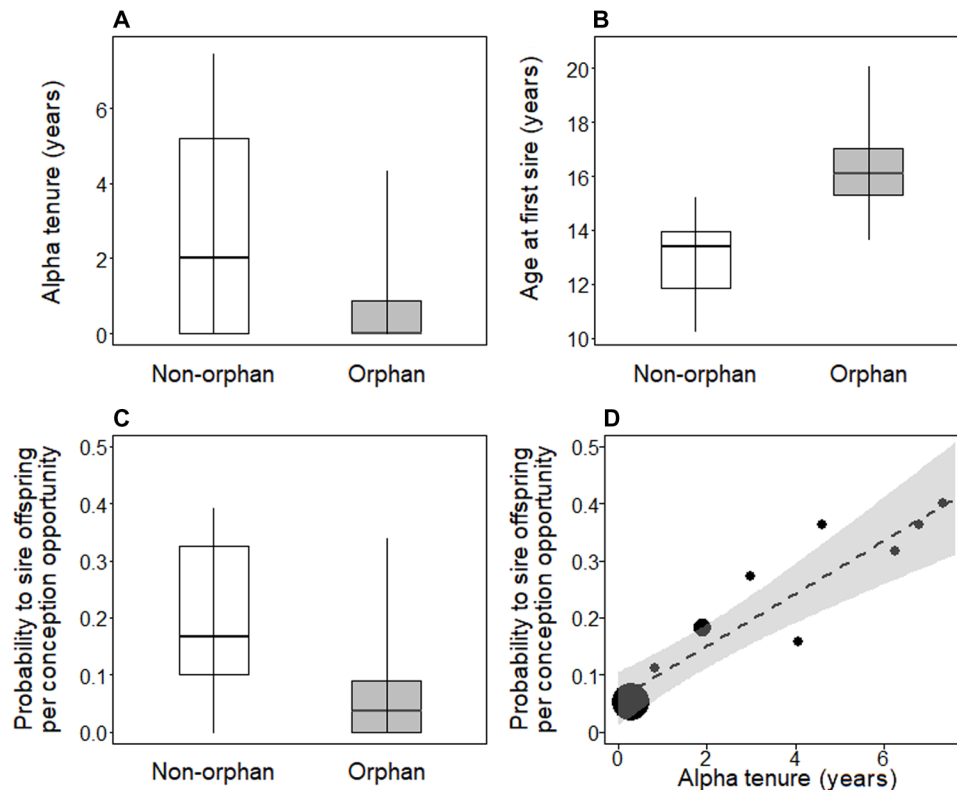 A
Alpha tenure (years)
6
4
2
0
Non-orphan
Orphan
B
Age at first sire (years)
20
18
16
14
12
10
Non-orphan
Orphan
C
Probability to sire offspring
per conception opportunity
0.5
0.4
0.3
0.2
0.1
0.0
Non-orphan
Orphan
D
Probability to sire offspring
per conception opportunity
0.5
0.4
0.3
0.2
0.1
0.0
0 2 4 6
Alpha tenure (years)